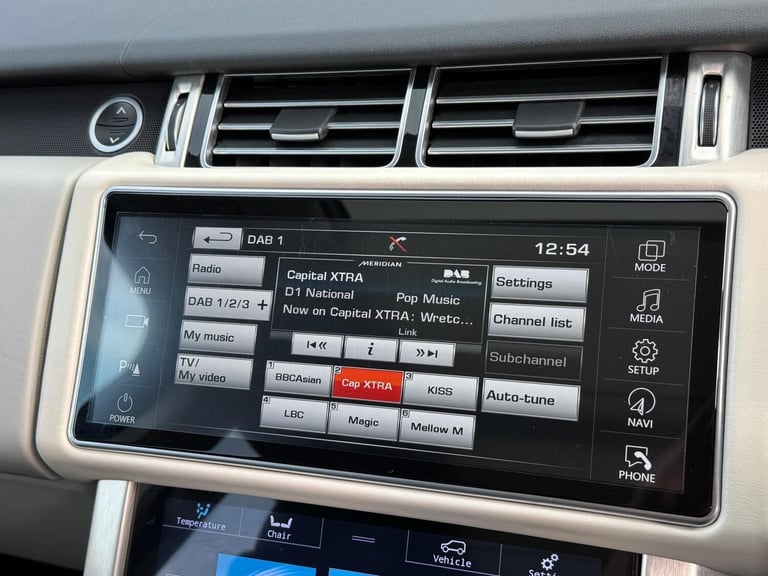 DAB 1
12:54
MERIDIAN
Radio
DAB 1/2/3 +
My music
TV/
My video
Capital XTRA
DAB
Digital Audio Broadcasting
D1 National Pop Music
Now on Capital XTRA: Wretc...
Link
i
Settings
Channel list
Subchannel
Auto-tune
1 BBCAsian
2 Cap XTRA
3 KISS
4 LBC
5 Magic
6 Mellow M
MENU
P
POWER
MODE
MEDIA
SETUP
NAVI
PHONE
Temperature
Chair
Vehicle